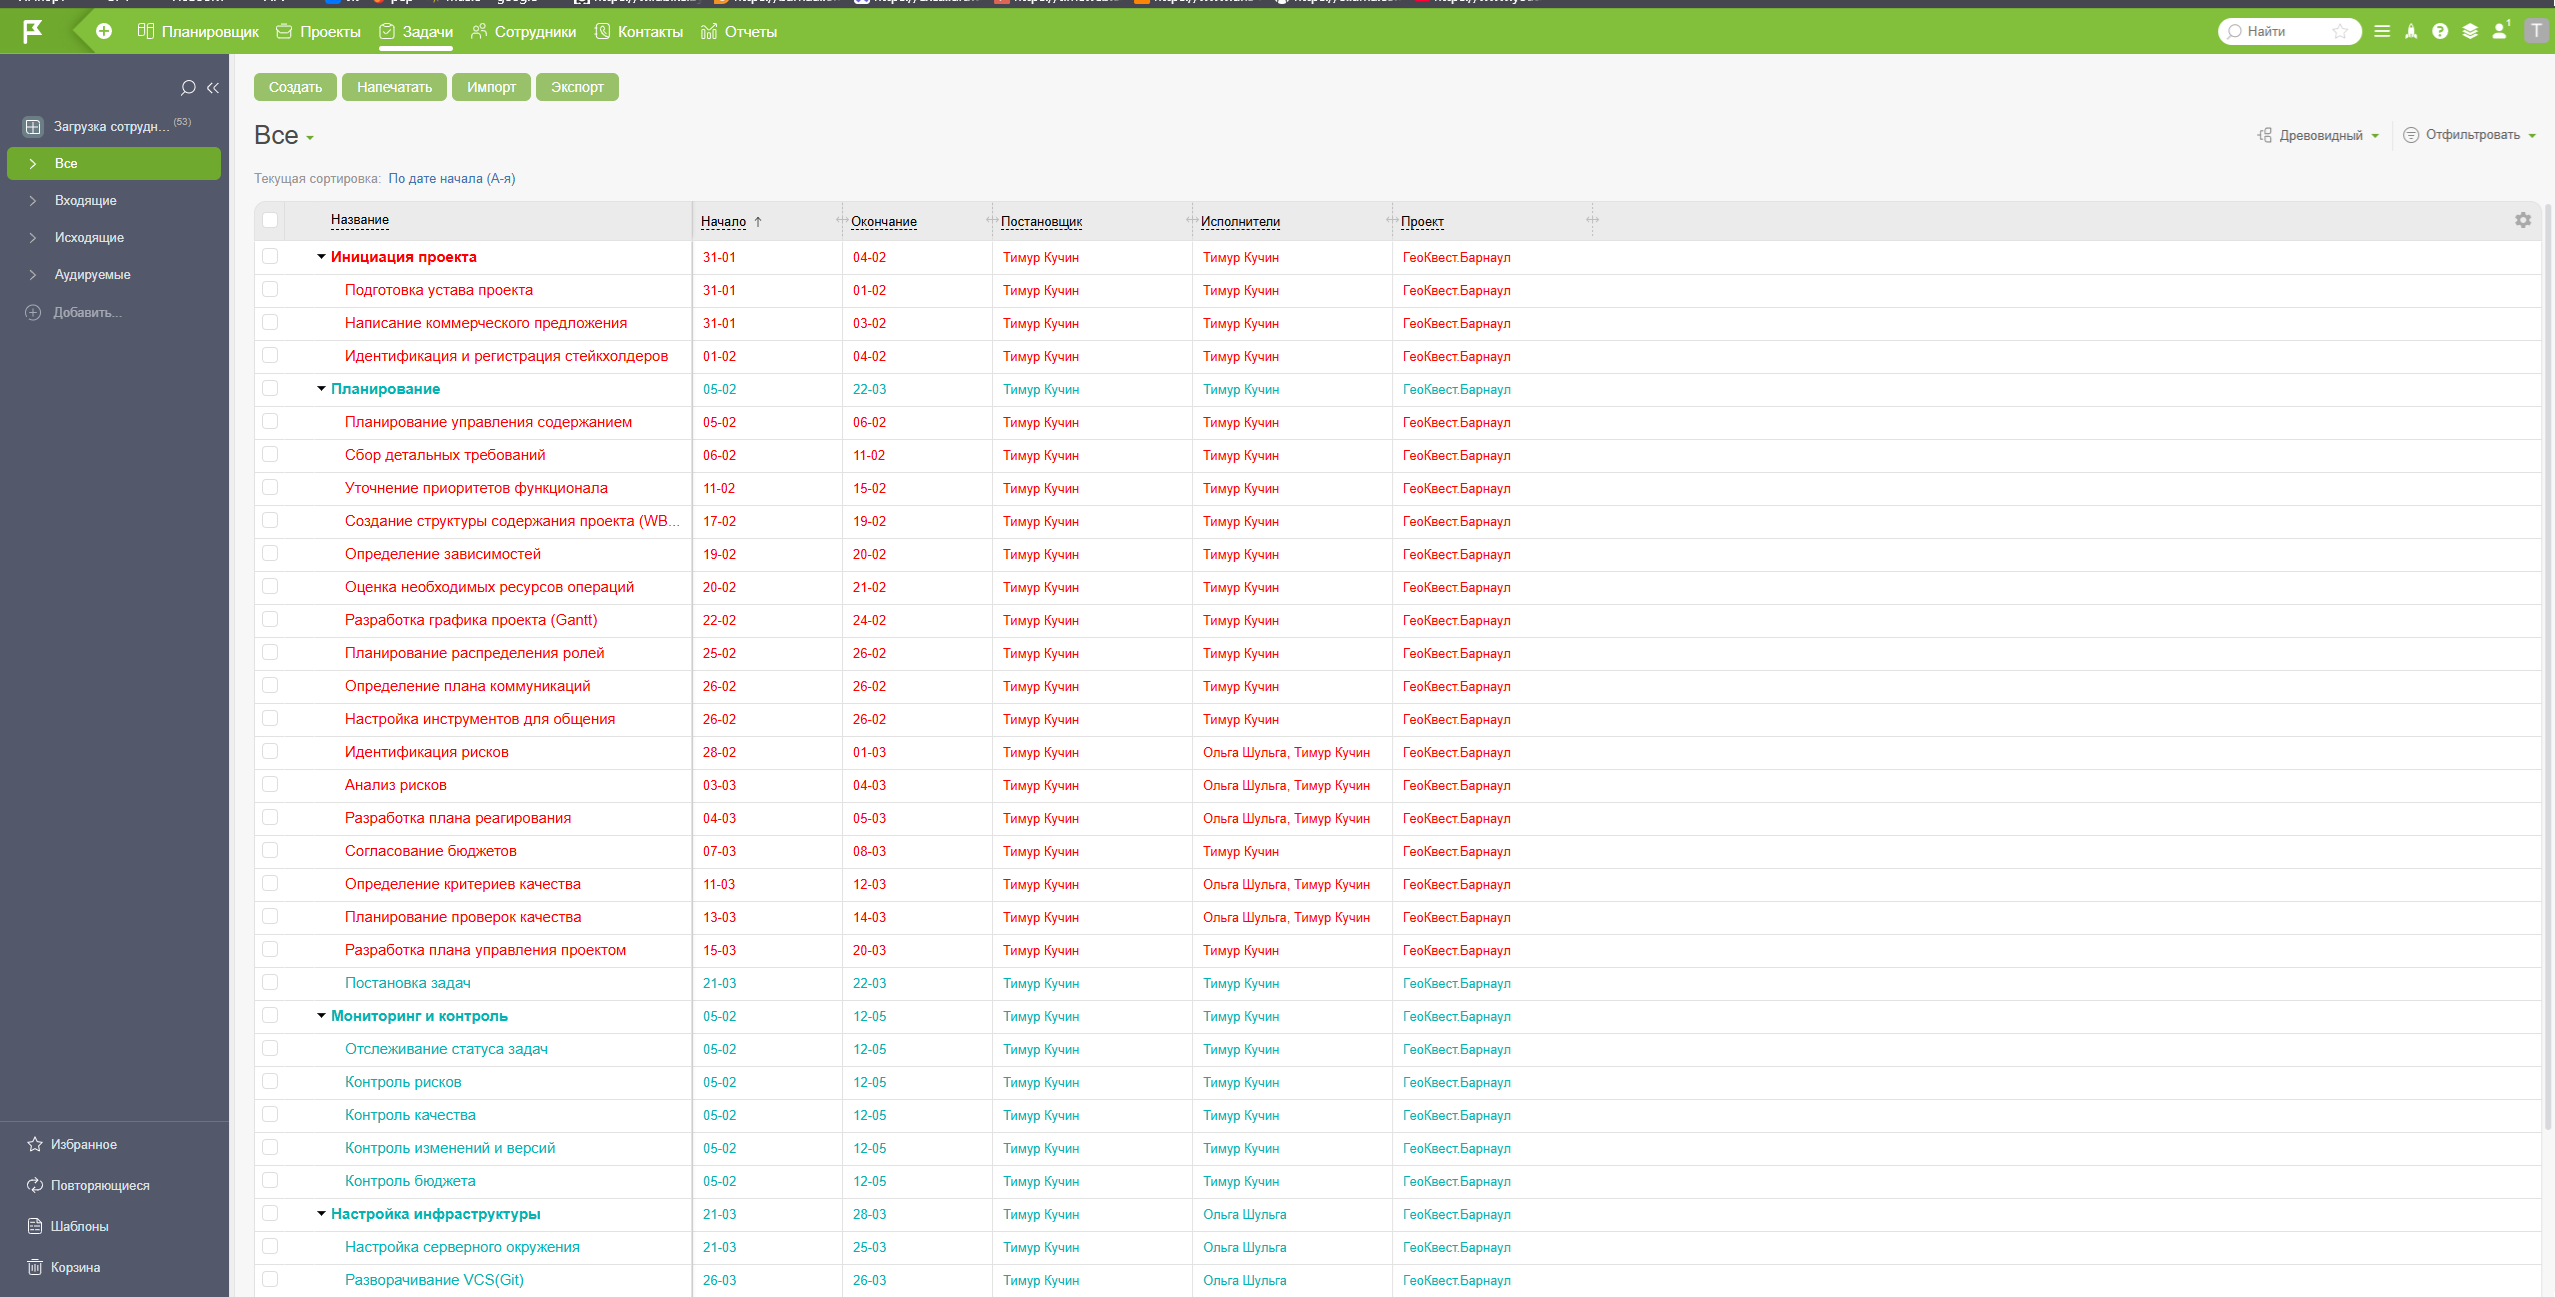 Планировщик Проекты Задачи Сотрудники Контакты Отчеты Найти 1 T
Создать Напечатать Импорт Экспорт
Загрузка сотрудн... (53)
Все
Входящие
Исходящие
Аудируемые
Добавить...
Избранное
Повторяющиеся
Шаблоны
Корзина
Все
Древовидный Отфильтровать
Текущая сортировка: По дате начала (А-я)
Название Начало ↑ Окончание Постановщик Исполнители Проект
Инициация проекта 31-01 04-02 Тимур Кучин Тимур Кучин ГеоКвест.Барнаул
Подготовка устава проекта 31-01 01-02 Тимур Кучин Тимур Кучин ГеоКвест.Барнаул
Написание коммерческого предложения 31-01 03-02 Тимур Кучин Тимур Кучин ГеоКвест.Барнаул
Идентификация и регистрация стейкхолдеров 01-02 04-02 Тимур Кучин Тимур Кучин ГеоКвест.Барнаул
Планирование 05-02 22-03 Тимур Кучин Тимур Кучин ГеоКвест.Барнаул
Планирование управления содержанием 05-02 06-02 Тимур Кучин Тимур Кучин ГеоКвест.Барнаул
Сбор детальных требований 06-02 11-02 Тимур Кучин Тимур Кучин ГеоКвест.Барнаул
Уточнение приоритетов функционала 11-02 15-02 Тимур Кучин Тимур Кучин ГеоКвест.Барнаул
Создание структуры содержания проекта (WB... 17-02 19-02 Тимур Кучин Тимур Кучин ГеоКвест.Барнаул
Определение зависимостей 19-02 20-02 Тимур Кучин Тимур Кучин ГеоКвест.Барнаул
Оценка необходимых ресурсов операций 20-02 21-02 Тимур Кучин Тимур Кучин ГеоКвест.Барнаул
Разработка графика проекта (Gantt) 22-02 24-02 Тимур Кучин Тимур Кучин ГеоКвест.Барнаул
Планирование распределения ролей 25-02 26-02 Тимур Кучин Тимур Кучин ГеоКвест.Барнаул
Определение плана коммуникаций 26-02 26-02 Тимур Кучин Тимур Кучин ГеоКвест.Барнаул
Настройка инструментов для общения 26-02 26-02 Тимур Кучин Тимур Кучин ГеоКвест.Барнаул
Идентификация рисков 28-02 01-03 Тимур Кучин Ольга Шульга, Тимур Кучин ГеоКвест.Барнаул
Анализ рисков 03-03 04-03 Тимур Кучин Ольга Шульга, Тимур Кучин ГеоКвест.Барнаул
Разработка плана реагирования 04-03 05-03 Тимур Кучин Ольга Шульга, Тимур Кучин ГеоКвест.Барнаул
Согласование бюджетов 07-03 08-03 Тимур Кучин Тимур Кучин ГеоКвест.Барнаул
Определение критериев качества 11-03 12-03 Тимур Кучин Ольга Шульга, Тимур Кучин ГеоКвест.Барнаул
Планирование проверок качества 13-03 14-03 Тимур Кучин Ольга Шульга, Тимур Кучин ГеоКвест.Барнаул
Разработка плана управления проектом 15-03 20-03 Тимур Кучин Тимур Кучин ГеоКвест.Барнаул
Постановка задач 21-03 22-03 Тимур Кучин Тимур Кучин ГеоКвест.Барнаул
Мониторинг и контроль 05-02 12-05 Тимур Кучин Тимур Кучин ГеоКвест.Барнаул
Отслеживание статуса задач 05-02 12-05 Тимур Кучин Тимур Кучин ГеоКвест.Барнаул
Контроль рисков 05-02 12-05 Тимур Кучин Тимур Кучин ГеоКвест.Барнаул
Контроль качества 05-02 12-05 Тимур Кучин Тимур Кучин ГеоКвест.Барнаул
Контроль изменений и версий 05-02 12-05 Тимур Кучин Тимур Кучин ГеоКвест.Барнаул
Контроль бюджета 05-02 12-05 Тимур Кучин Тимур Кучин ГеоКвест.Барнаул
Настройка инфраструктуры 21-03 28-03 Тимур Кучин Ольга Шульга ГеоКвест.Барнаул
Настройка серверного окружения 21-03 25-03 Тимур Кучин Ольга Шульга ГеоКвест.Барнаул
Разворачивание VCS(Git) 26-03 26-03 Тимур Кучин Ольга Шульга ГеоКвест.Барнаул